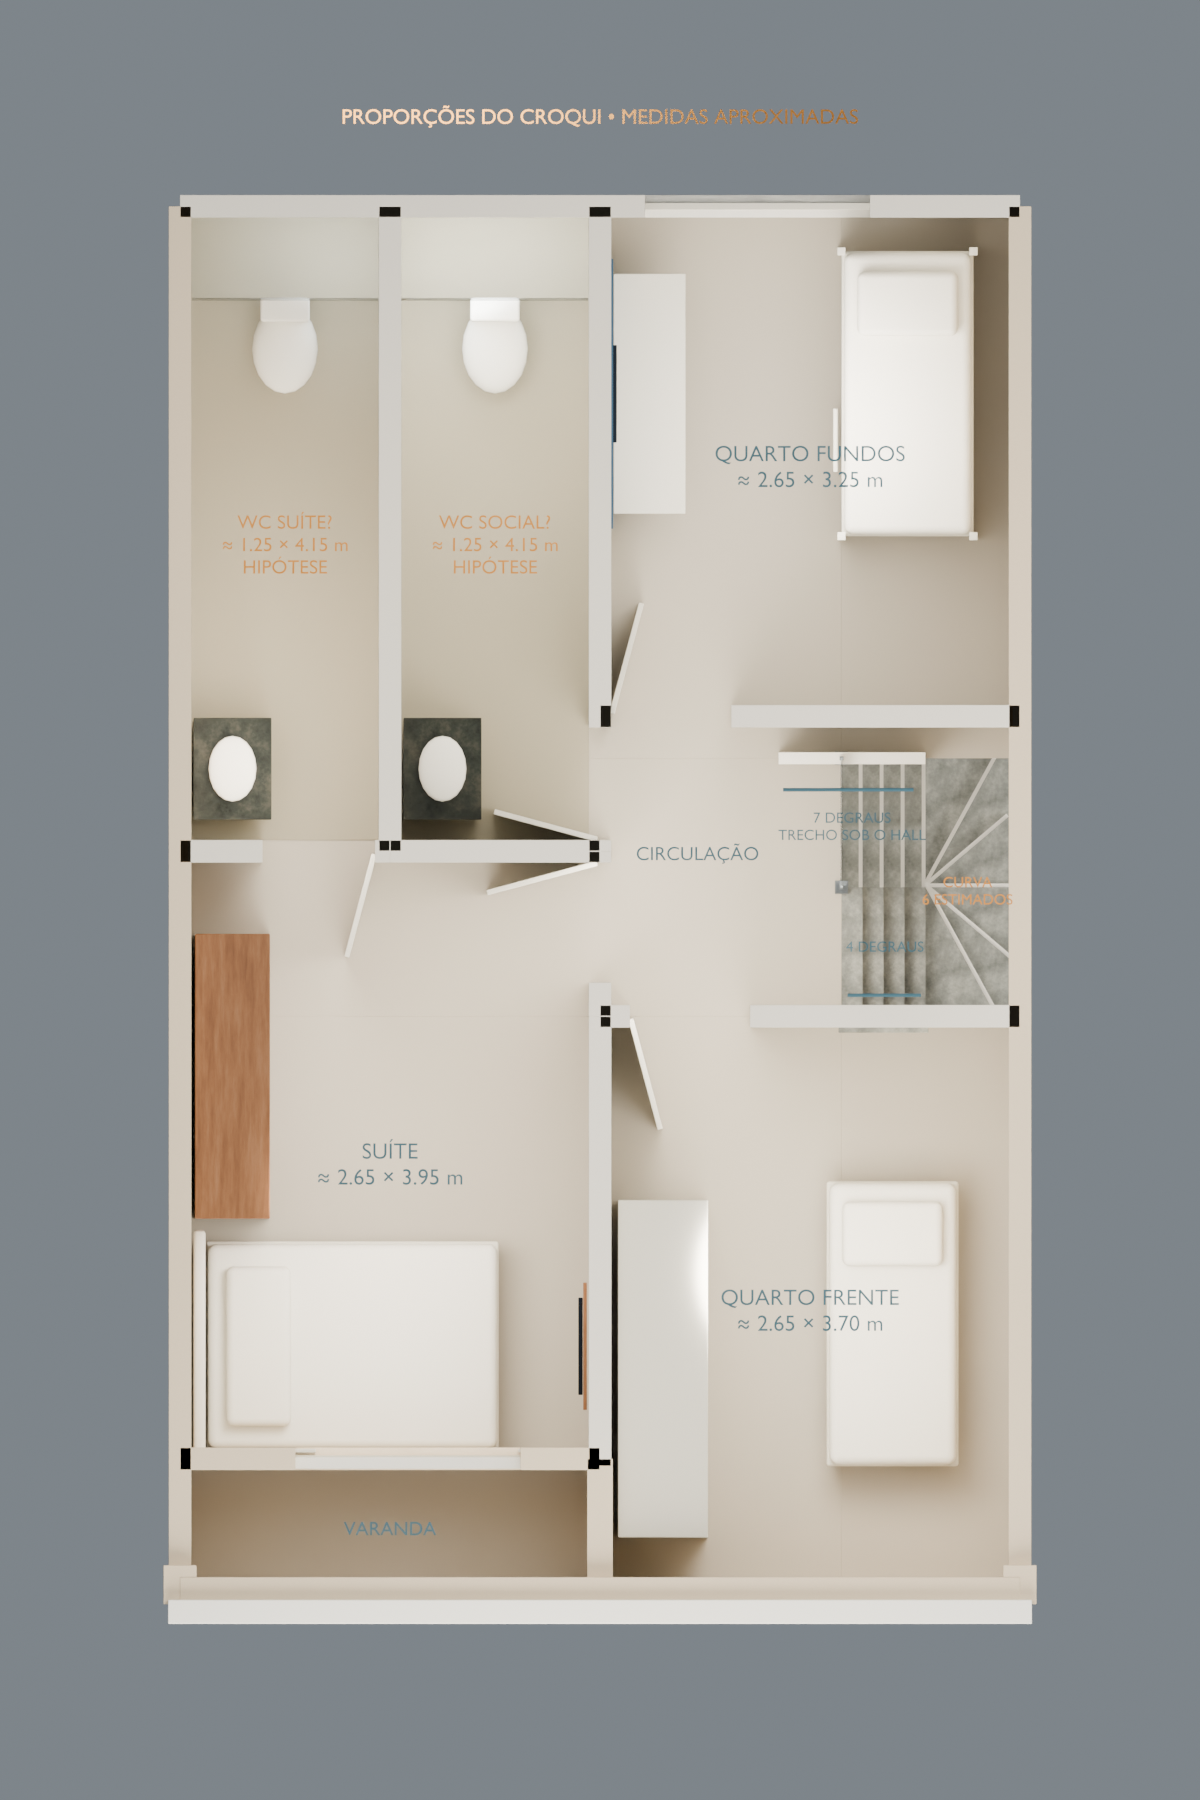 PROPORÇÕES DO CROQUI • MEDIDAS APROXIMADAS
QUARTO FUNDOS
≈ 2.65 × 3.25 m
WC SUÍTE?
≈ 1.25 × 4.15 m
HIPÓTESE
WC SOCIAL?
≈ 1.25 × 4.15 m
HIPÓTESE
7 DEGRAUS
TRECHO SOB O HALL
CIRCULAÇÃO
CURVA
6 ESTIMADOS
4 DEGRAUS
SUÍTE
≈ 2.65 × 3.95 m
QUARTO FRENTE
≈ 2.65 × 3.70 m
VARANDA